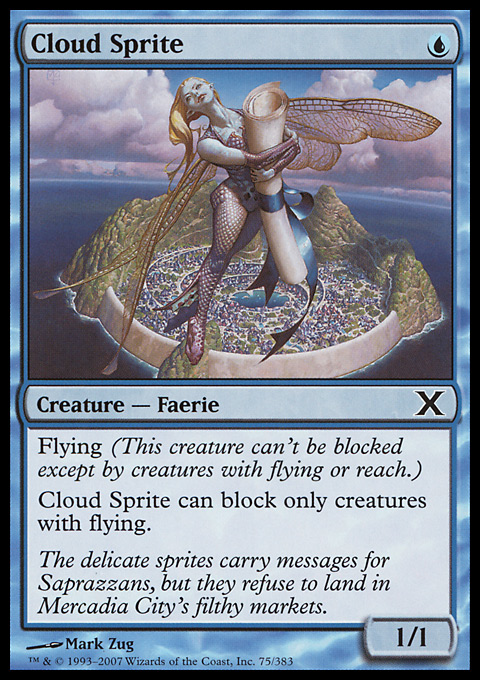 Cloud Sprite
Creature — Faerie
X
Flying (This creature can't be blocked
except by creatures with flying or reach.)
Cloud Sprite can block only creatures
with flying.
The delicate sprites carry messages for
Saprazzans, but they refuse to land in
Mercadia City's filthy markets.
1/1
Mark Zug
™ & © 1993–2007 Wizards of the Coast, Inc. 75/383